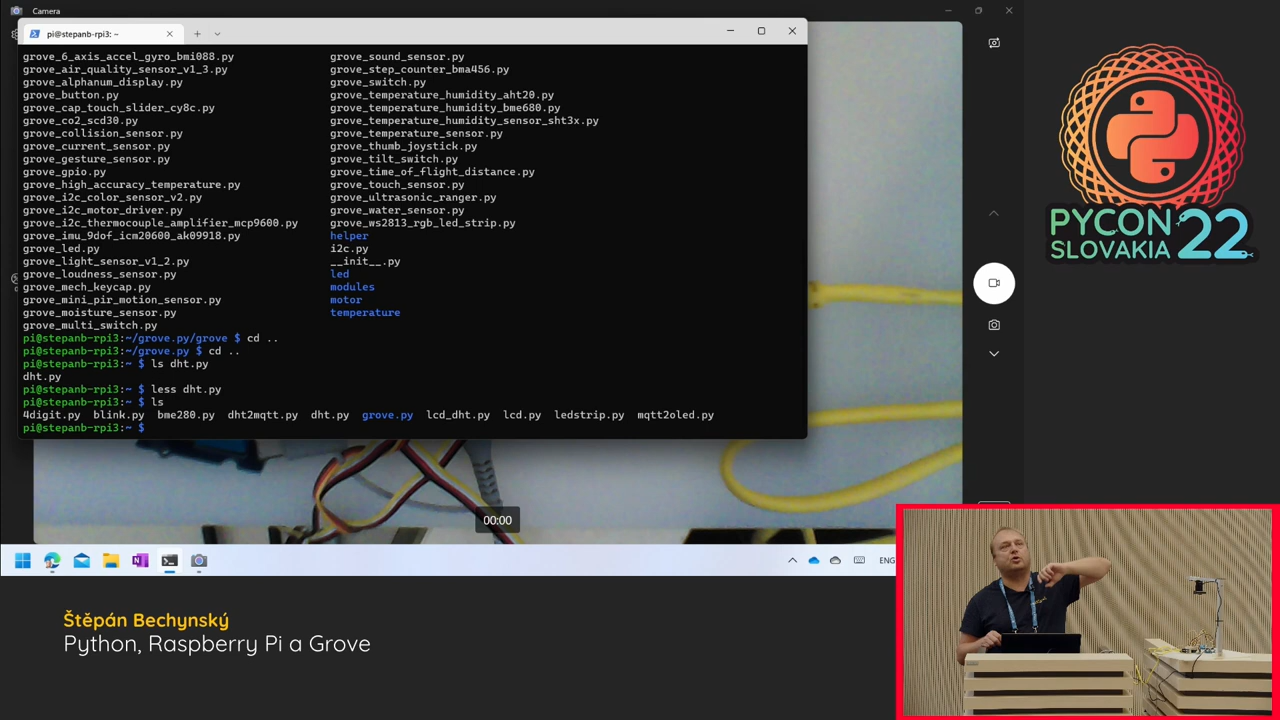 Camera
pi@stepanb-rpi3: ~
grove_6_axis_accel_gyro_bmi088.py grove_sound_sensor.py
grove_air_quality_sensor_v1_3.py grove_step_counter_bma456.py
grove_alphanum_display.py grove_switch.py
grove_button.py grove_temperature_humidity_aht20.py
grove_cap_touch_slider_cy8c.py grove_temperature_humidity_bme680.py
grove_co2_scd30.py grove_temperature_humidity_sensor_sht3x.py
grove_collision_sensor.py grove_temperature_sensor.py
grove_current_sensor.py grove_thumb_joystick.py
grove_gesture_sensor.py grove_tilt_switch.py
grove_gpio.py grove_time_of_flight_distance.py
grove_high_accuracy_temperature.py grove_touch_sensor.py
grove_i2c_color_sensor_v2.py grove_ultrasonic_ranger.py
grove_i2c_motor_driver.py grove_water_sensor.py
grove_i2c_thermocouple_amplifier_mcp9600.py grove_ws2813_rgb_led_strip.py
grove_imu_9dof_icm20600_ak09918.py helper
grove_led.py i2c.py
grove_light_sensor_v1_2.py __init__.py
grove_loudness_sensor.py led
grove_mech_keycap.py modules
grove_mini_pir_motion_sensor.py motor
grove_moisture_sensor.py temperature
grove_multi_switch.py
pi@stepanb-rpi3:~/grove.py/grove $ cd ..
pi@stepanb-rpi3:~/grove.py $ cd ..
pi@stepanb-rpi3:~ $ ls dht.py
dht.py
pi@stepanb-rpi3:~ $ less dht.py
pi@stepanb-rpi3:~ $ ls
4digit.py blink.py bme280.py dht2mqtt.py dht.py grove.py lcd_dht.py lcd.py ledstrip.py mqtt2oled.py
pi@stepanb-rpi3:~ $
00:00
ENG
PYCON
SLOVAKIA 22
Štěpán Bechynský
Python, Raspberry Pi a Grove